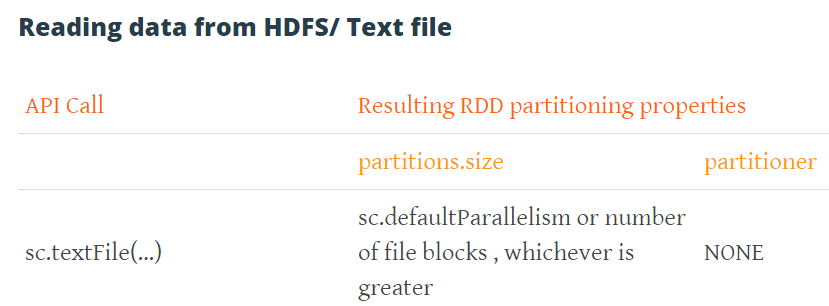 Reading data from HDFS/ Text file
API Call Resulting RDD partitioning properties
partitions.size partitioner
sc.defaultParallelism or number
sc.textFile(...) of file blocks , whichever is NONE
greater